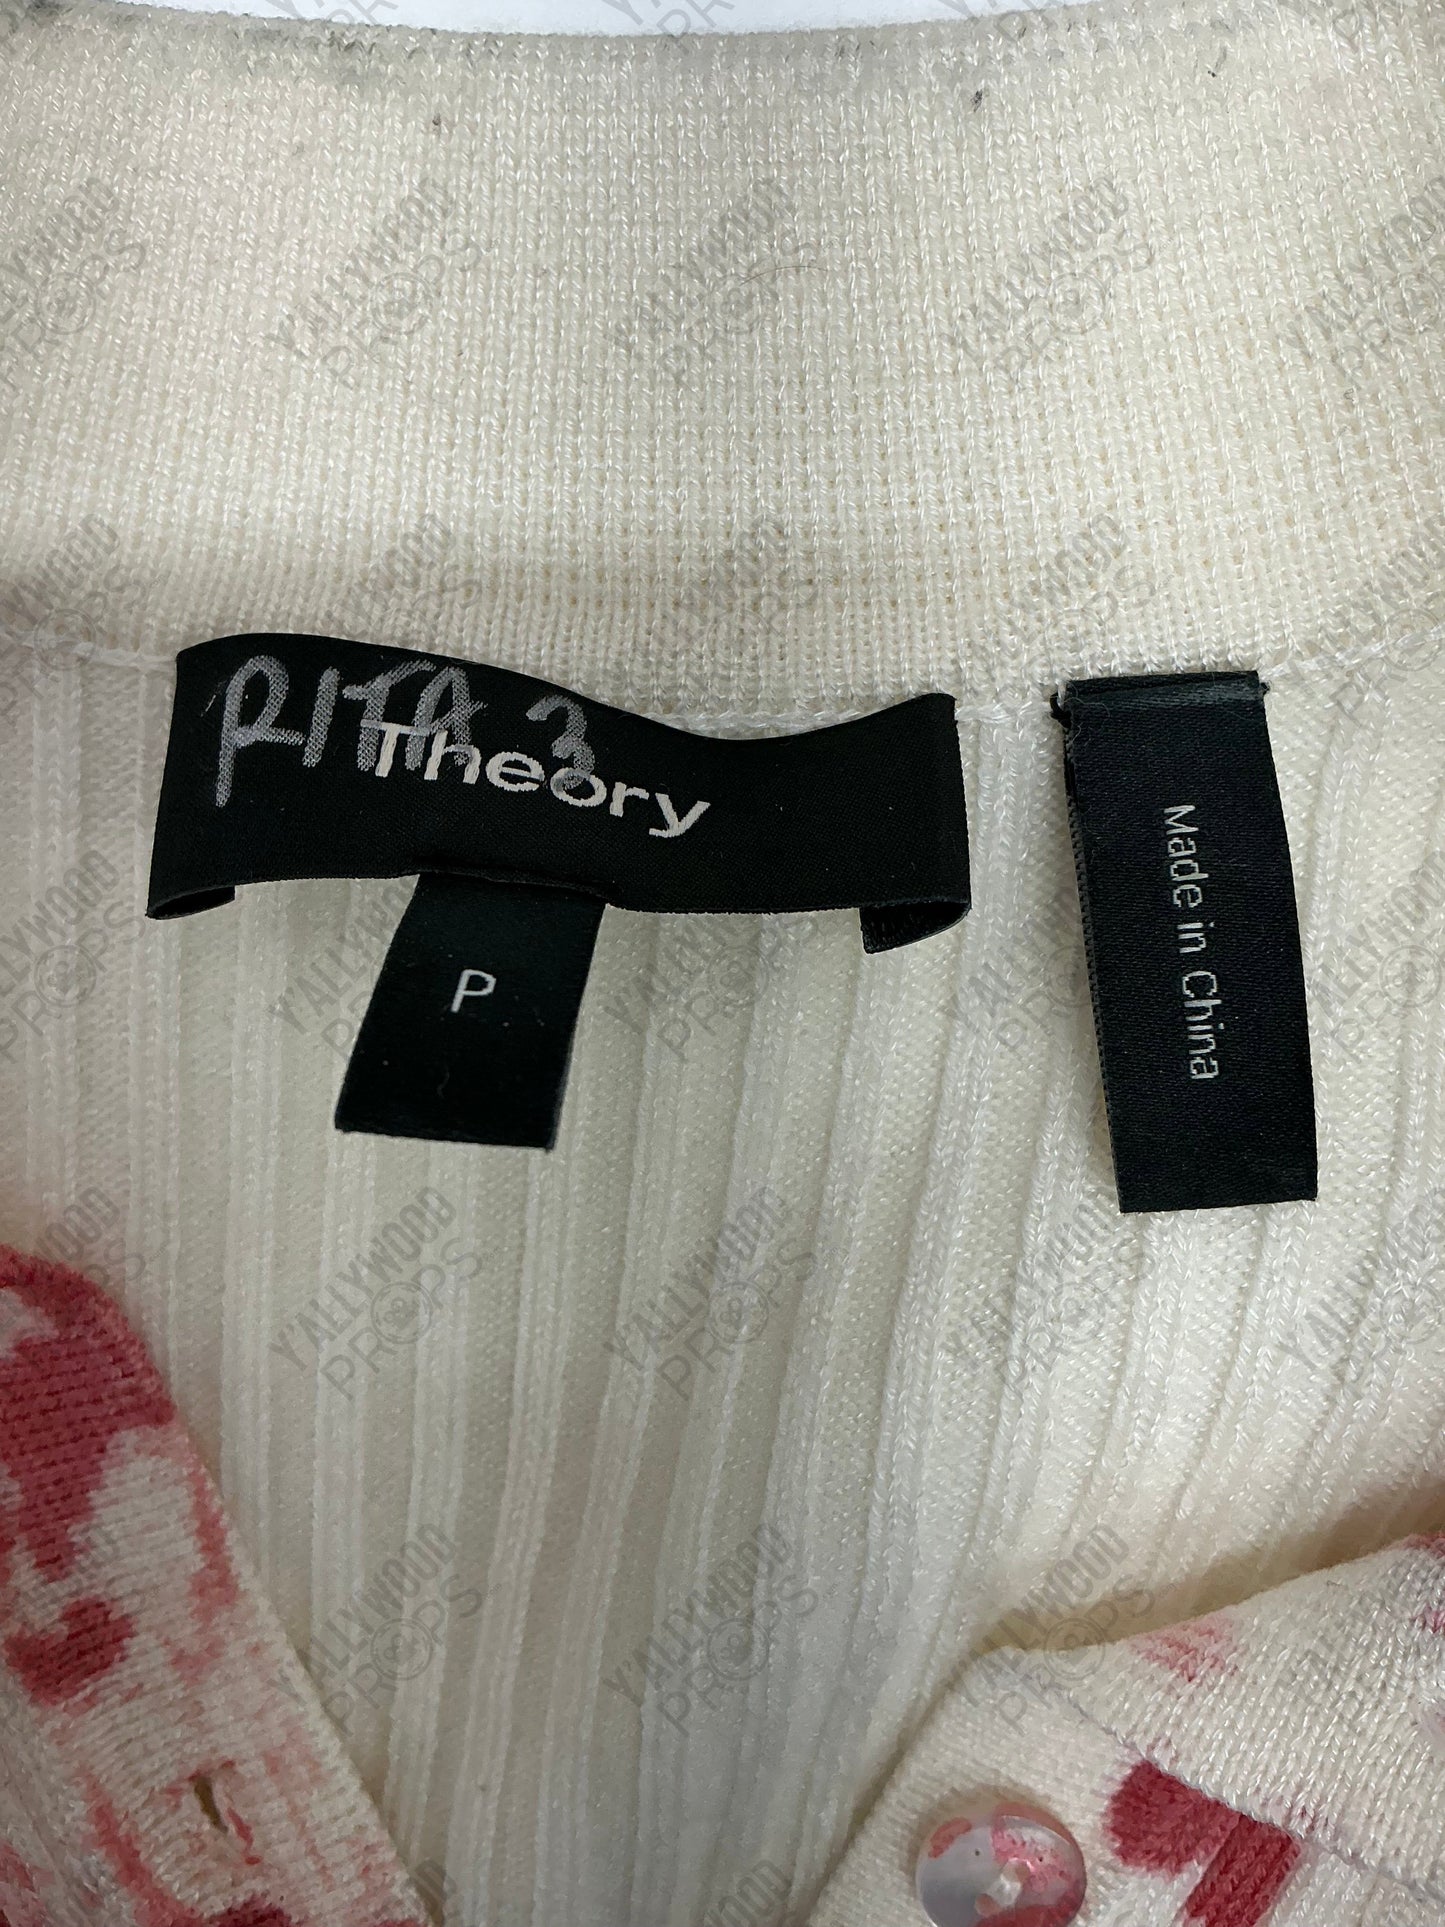 RITA 3
Theory
P
Made in China
Y'ALLYWOOD
PROPS